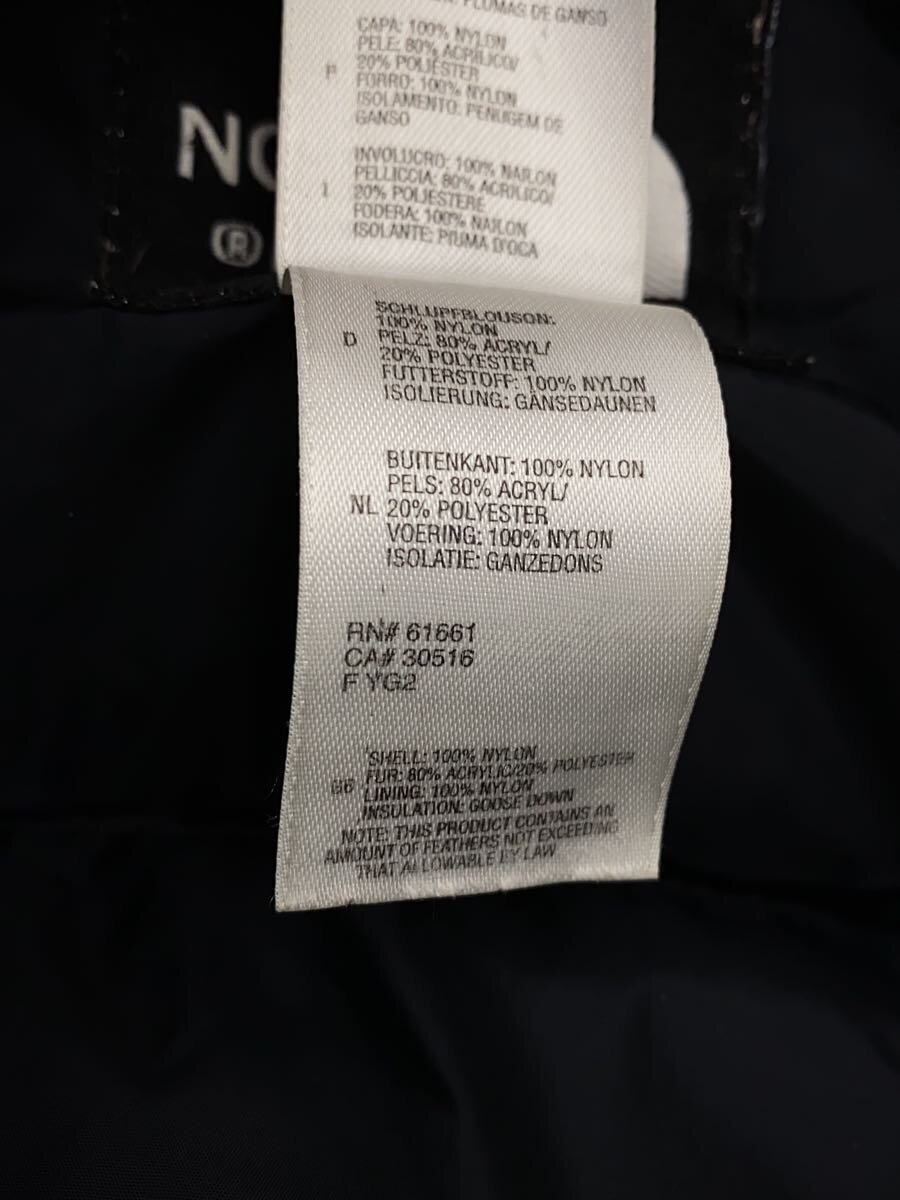 PLUMAS DE GANSO
CAPA: 100% NYLON
PELE: 80% ACRILICO/
20% POLIESTER
P
FORRO: 100% NYLON
ISOLAMENTO: PENUGEM DE
GANSO
INVOLUCRO: 100% NAILON
PELLICCIA: 80% ACRILICO/
I 20% POLIESTERE
FODERA: 100% NAILON
ISOLANTE: PIUMA D'OCA
NO
®
SCHLUPFBLOUSON:
100% NYLON
D PELZ: 80% ACRYL/
20% POLYESTER
FUTTERSTOFF: 100% NYLON
ISOLIERUNG: GÄNSEDAUNEN
BUITENKANT: 100% NYLON
PELS: 80% ACRYL/
NL 20% POLYESTER
VOERING: 100% NYLON
ISOLATIE: GANZEDONS
RN# 61661
CA# 30516
F YG2
SHELL: 100% NYLON
FUR: 80% ACRYLIC/20% POLYESTER
GB LINING: 100% NYLON
INSULATION: GOOSE DOWN
NOTE: THIS PRODUCT CONTAINS AN
AMOUNT OF FEATHERS NOT EXCEEDING
THAT ALLOWABLE BY LAW